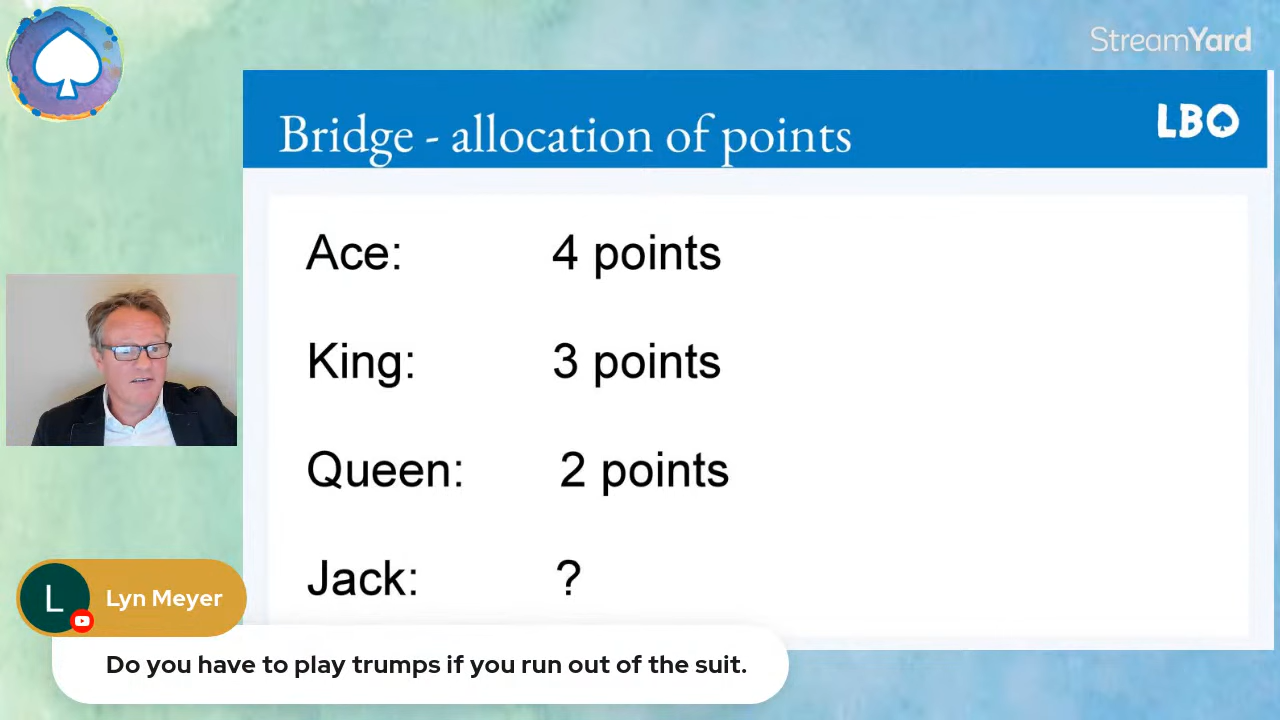 StreamYard
Bridge - allocation of points
LBO
Ace: 4 points
King: 3 points
Queen: 2 points
Jack: ?
L
Lyn Meyer
Do you have to play trumps if you run out of the suit.